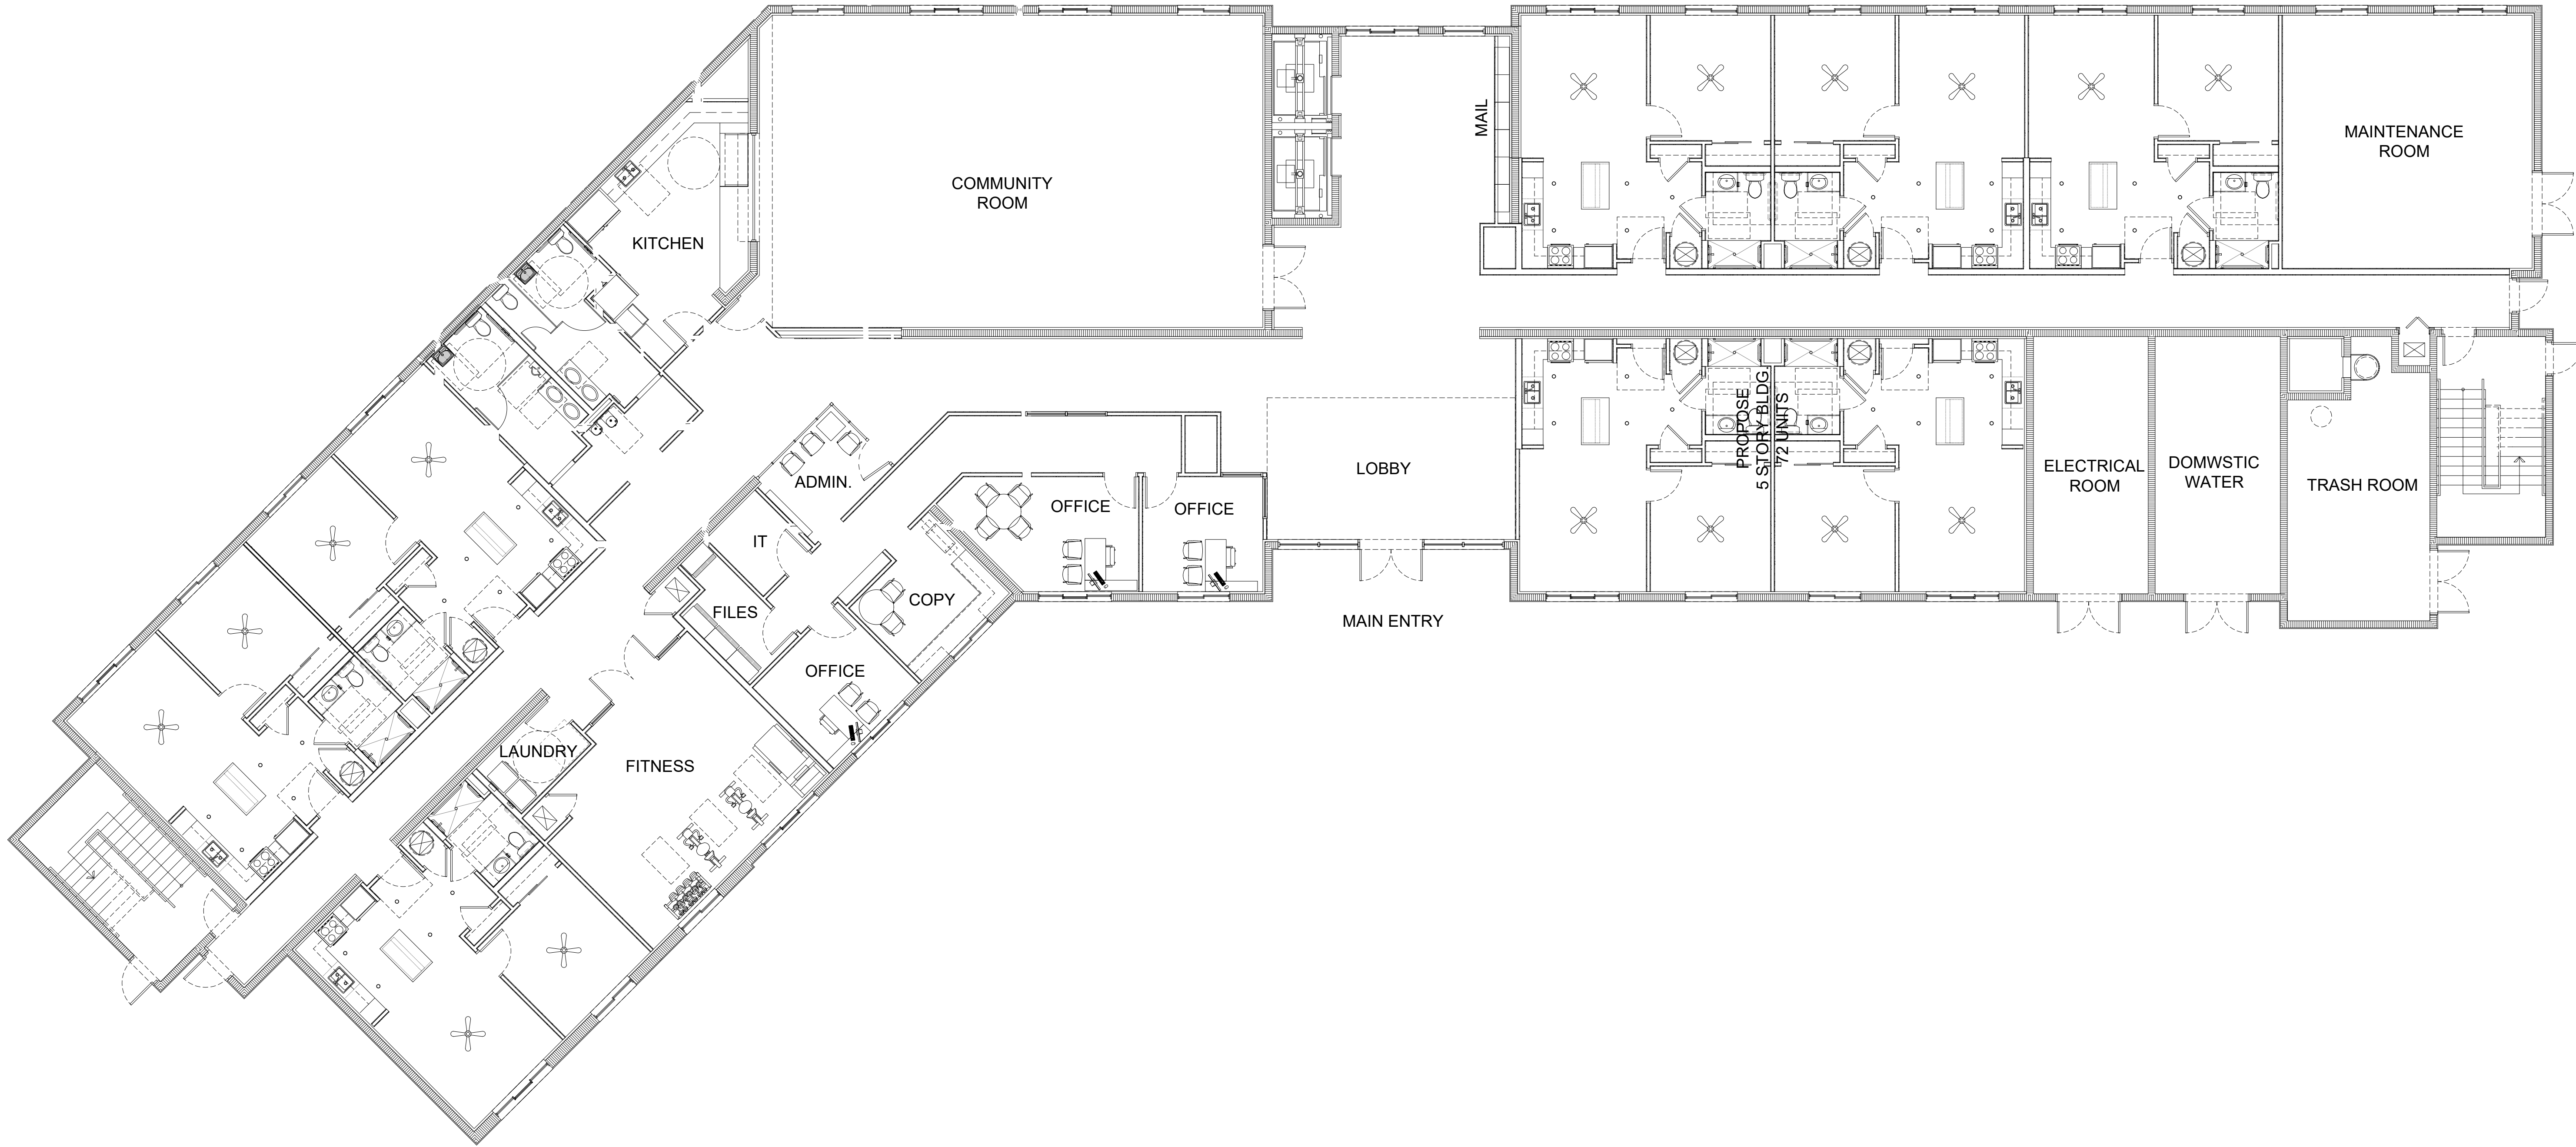 COMMUNITY
ROOM
KITCHEN
MAIL
MAINTENANCE
ROOM
ADMIN.
IT
FILES
COPY
OFFICE
OFFICE
OFFICE
LOBBY
MAIN ENTRY
PROPOSE
5 STORY BLDG.
72 UNITS
ELECTRICAL
ROOM
DOMWSTIC
WATER
TRASH ROOM
LAUNDRY
FITNESS